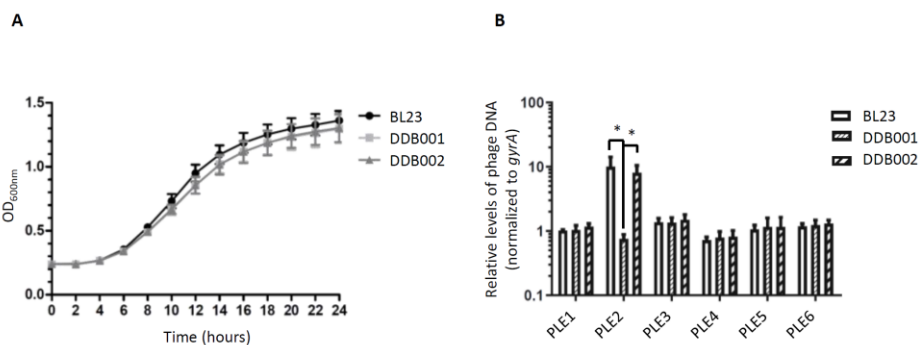 A
B
1.5
1.0
0.5
0.0
OD600nm
0 2 4 6 8 10 12 14 16 18 20 22 24
Time (hours)
BL23
DDB001
DDB002
100
10
1
0.1
Relative levels of phage DNA
(normalized to gyrA)
* *
PLE1 PLE2 PLE3 PLE4 PLE5 PLE6
BL23
DDB001
DDB002